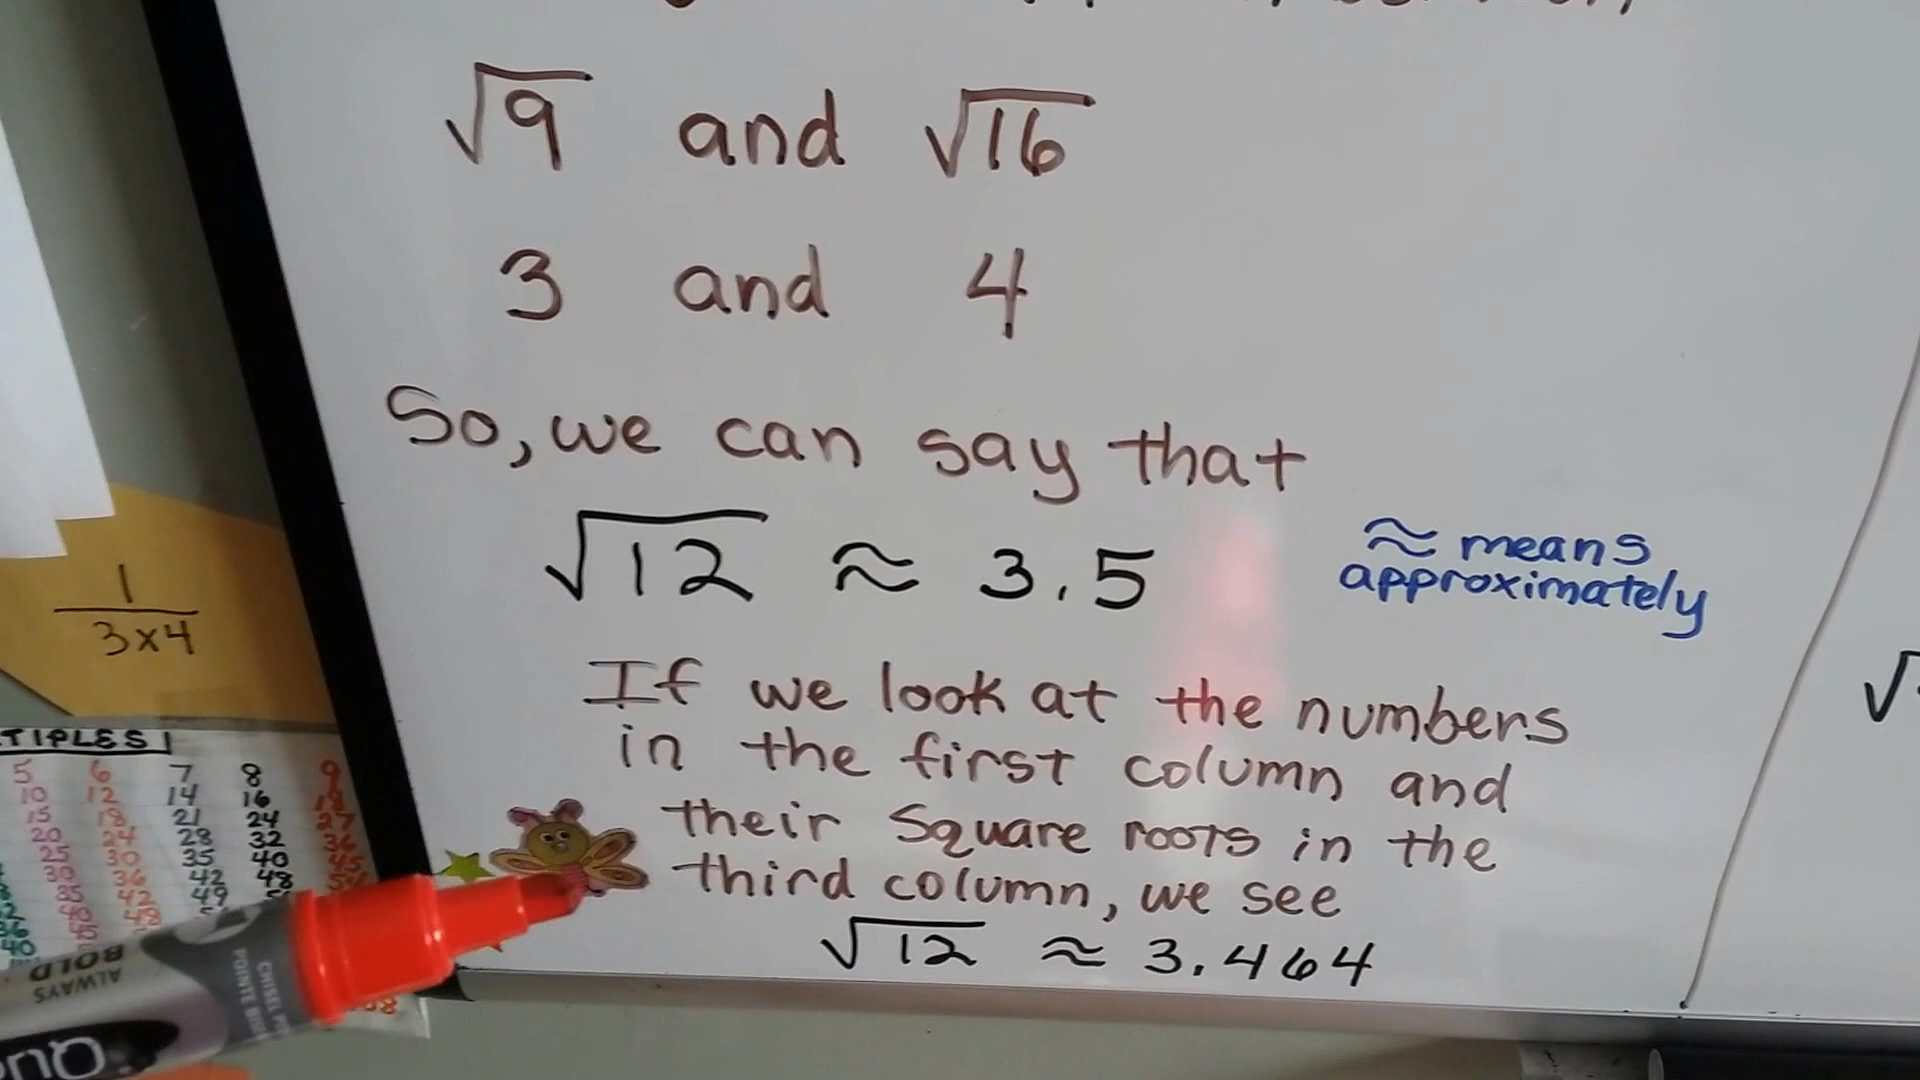 √9 and √16
3 and 4
So, we can say that
√12 ≈ 3.5
≈ means
approximately
If we look at the numbers
in the first column and
their square roots in the
third column, we see
√12 ≈ 3.464
1
3x4
TIPLES
5 6 7 8 9
10 12 14 16 18
15 18 21 24 27
20 24 28 32 36
25 30 35 40 45
30 36 42 48
35 42 49
40 48
45
40
ALWAYS
BOLD